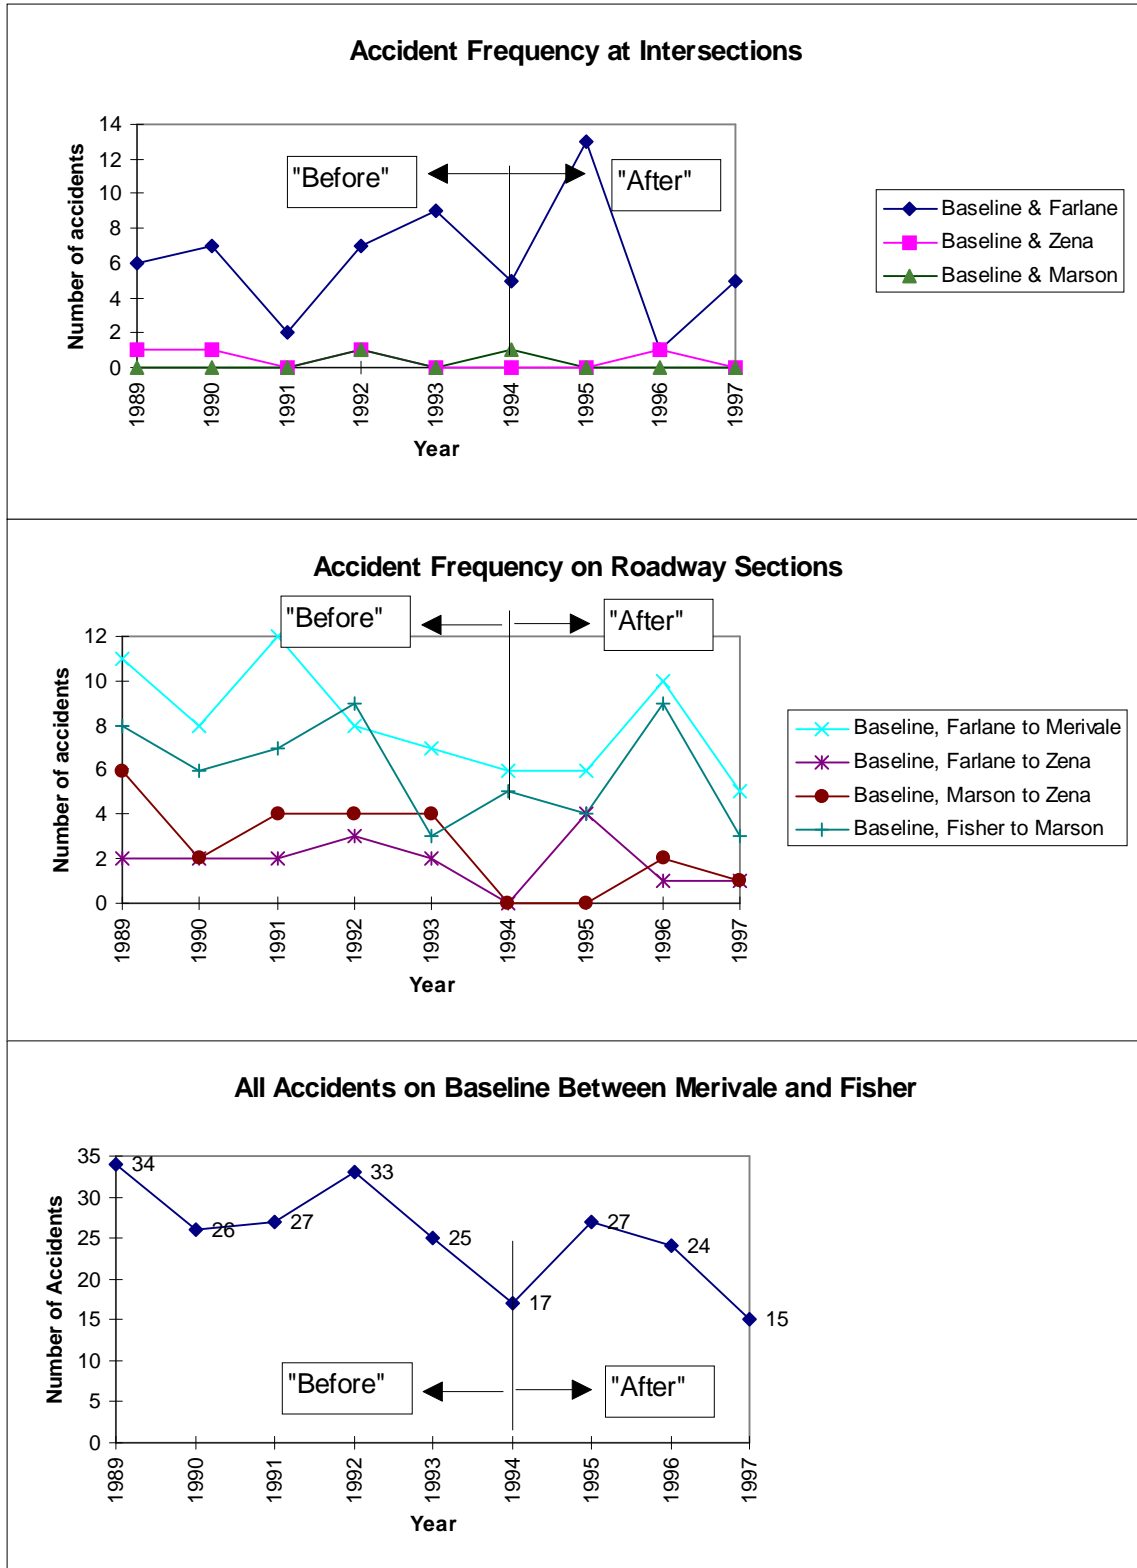 Accident Frequency at Intersections
Number of accidents
14
12
10
8
6
4
2
0
"Before"
"After"
1989
1990
1991
1992
1993
1994
1995
1996
1997
Year
Baseline & Farlane
Baseline & Zena
Baseline & Marson
Accident Frequency on Roadway Sections
Number of accidents
12
10
8
6
4
2
0
"Before"
"After"
1989
1990
1991
1992
1993
1994
1995
1996
1997
Year
Baseline, Farlane to Merivale
Baseline, Farlane to Zena
Baseline, Marson to Zena
Baseline, Fisher to Marson
All Accidents on Baseline Between Merivale and Fisher
Number of Accidents
35
30
25
20
15
10
5
0
34
26
27
33
25
17
27
24
15
"Before"
"After"
1989
1990
1991
1992
1993
1994
1995
1996
1997
Year